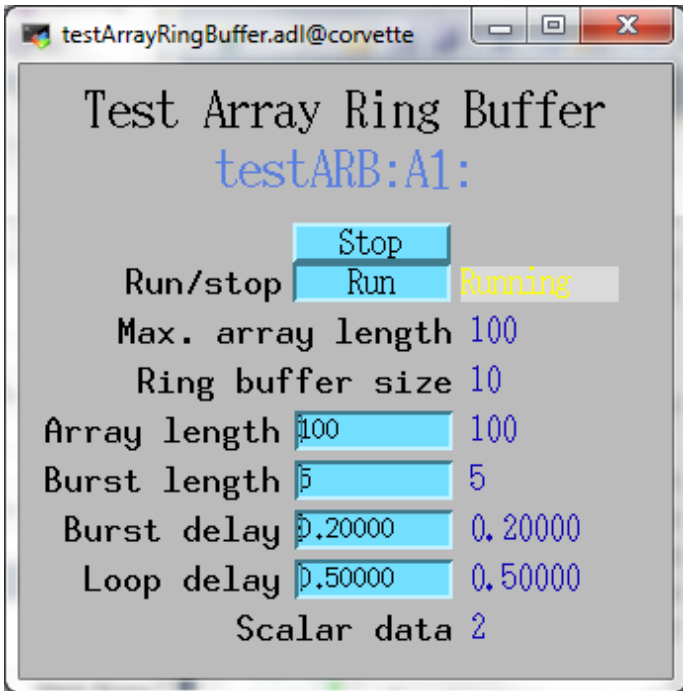 testArrayRingBuffer.adl@corvette
Test Array Ring Buffer
testARB:A1:
Stop
Run/stop Run Running
Max. array length 100
Ring buffer size 10
Array length 100 100
Burst length 5 5
Burst delay 0.20000 0.20000
Loop delay 0.50000 0.50000
Scalar data 2